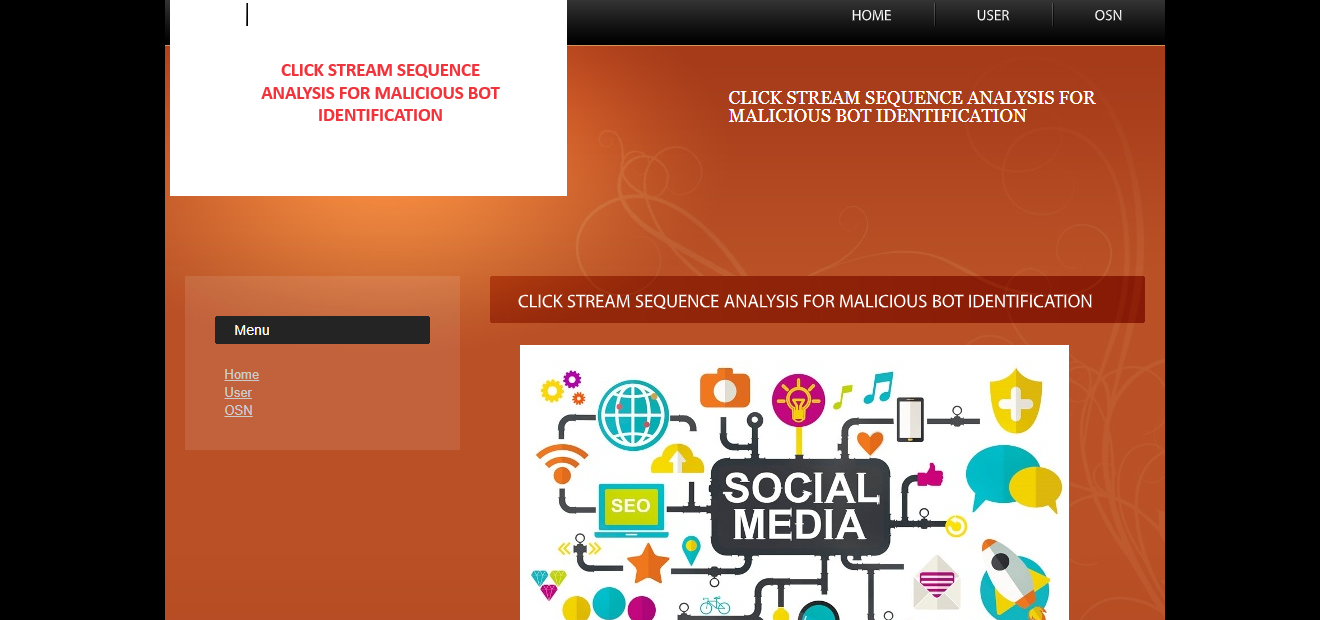 HOME
USER
OSN
CLICK STREAM SEQUENCE
ANALYSIS FOR MALICIOUS BOT
IDENTIFICATION
CLICK STREAM SEQUENCE ANALYSIS FOR
MALICIOUS BOT IDENTIFICATION
Menu
Home
User
OSN
CLICK STREAM SEQUENCE ANALYSIS FOR MALICIOUS BOT IDENTIFICATION
SOCIAL
MEDIA
SEO